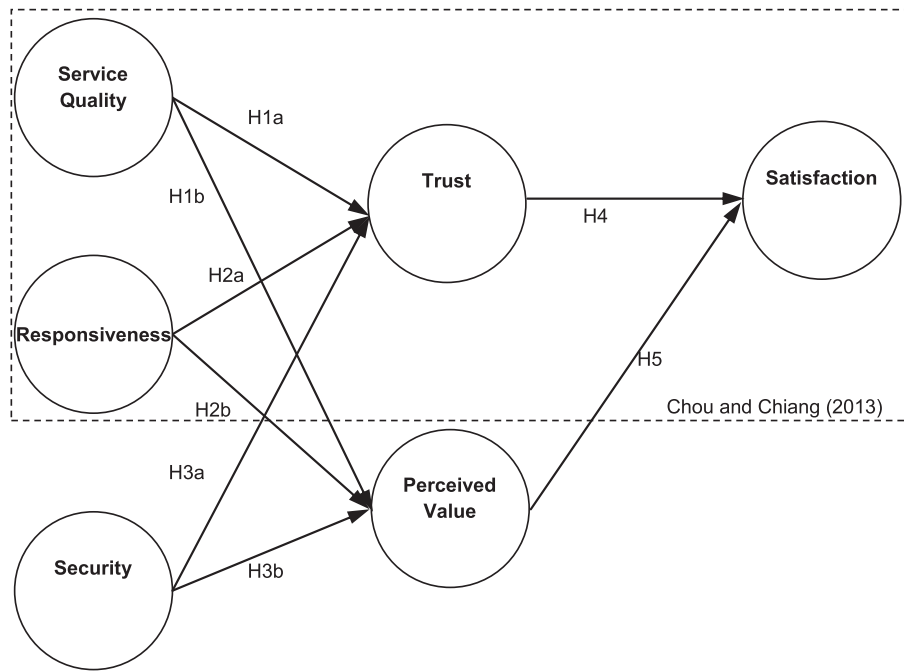 Service
Quality
H1a
H1b
Trust
Satisfaction
H4
H2a
Responsiveness
H5
H2b
Chou and Chiang (2013)
H3a
Perceived
Value
Security
H3b